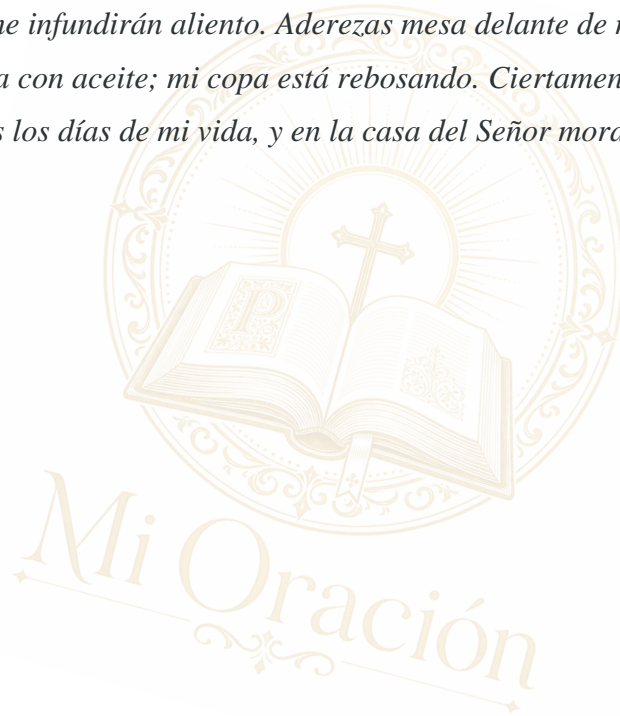 me infundirán aliento. Aderezas mesa delante de
con aceite; mi copa está rebosando. Ciertamen
los días de mi vida, y en la casa del Señor mora
P
Mi Oración